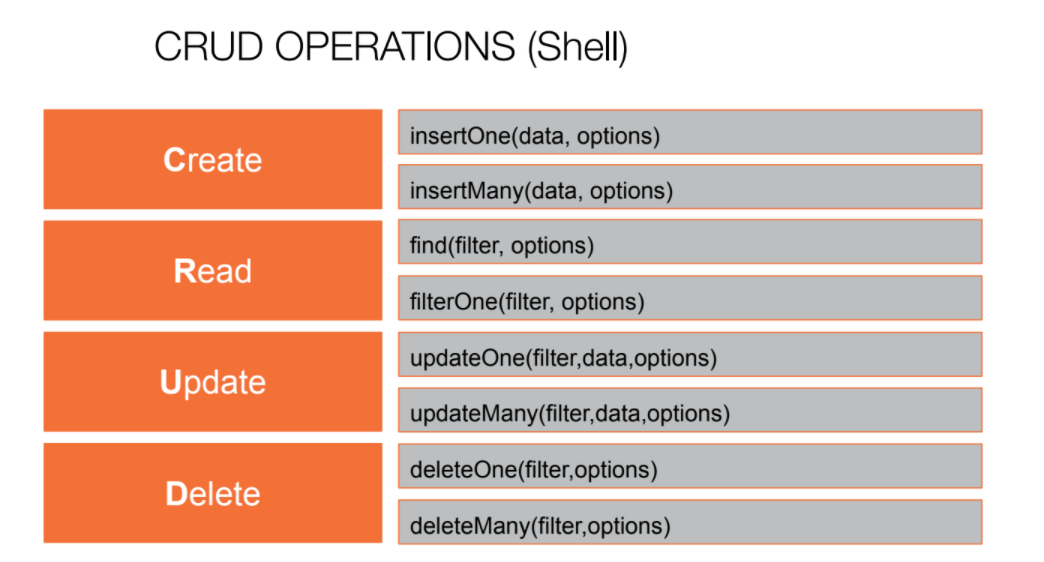 CRUD OPERATIONS (Shell)
Create
insertOne(data, options)
insertMany(data, options)
Read
find(filter, options)
filterOne(filter, options)
Update
updateOne(filter,data,options)
updateMany(filter,data,options)
Delete
deleteOne(filter,options)
deleteMany(filter,options)